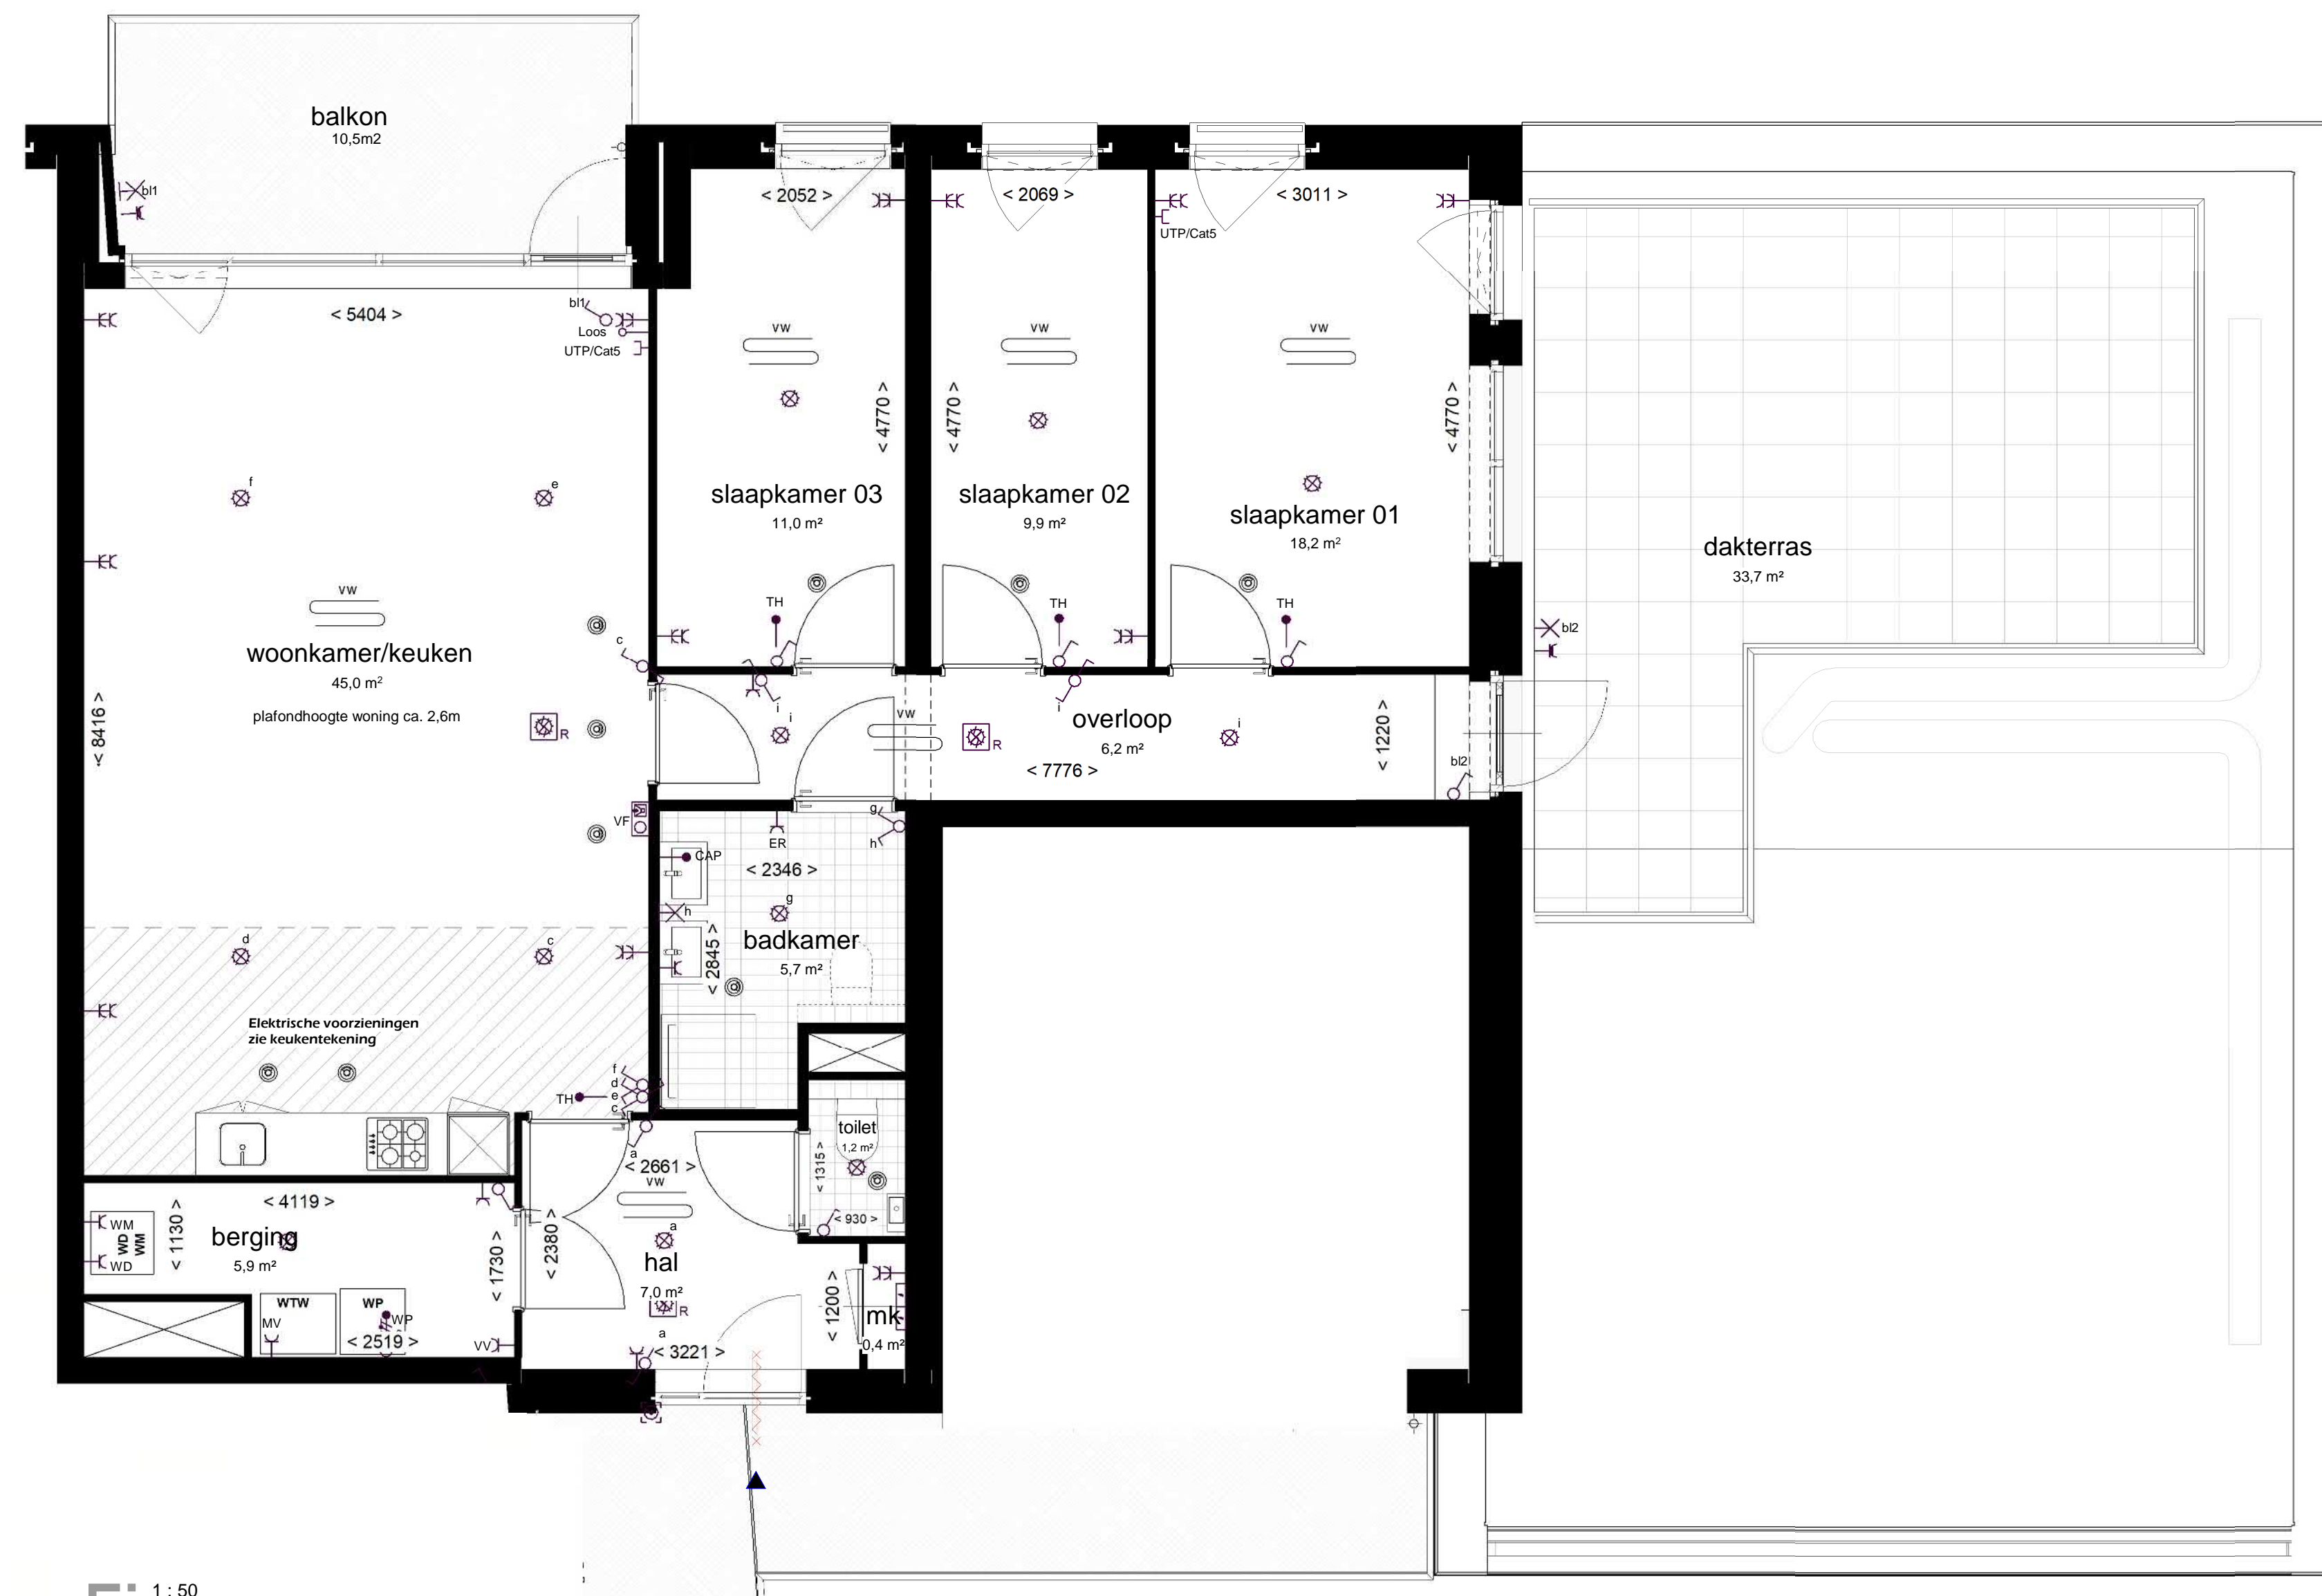 balkon
10,5m2
bl1
< 2052 >
< 2069 >
< 3011 >
UTP/Cat5
< 5404 >
bl1
Loos
UTP/Cat5
VW
VW
VW
< 4770 >
< 4770 >
< 4770 >
f
e
slaapkamer 03
11,0 m²
slaapkamer 02
9,9 m²
slaapkamer 01
18,2 m²
dakterras
33,7 m²
VW
TH
TH
TH
bl2
c
woonkamer/keuken
45,0 m²
plafondhoogte woning ca. 2,6m
< 8416 >
R
i
i
VW
R
i
overloop
6,2 m²
< 7776 >
i
< 1220 >
bl2
VF
ER
g
h
CAP
< 2346 >
h
g
badkamer
5,7 m²
< 2845 >
d
c
Elektrische voorzieningen
zie keukentekening
TH
f
d
e
c
a
< 2661 >
VW
toilet
1,2 m²
< 1315 >
< 930 >
< 4119 >
WM
WD
WD
WM
< 1130 >
berging
5,9 m²
< 1730 >
< 2380 >
a
hal
7,0 m²
R
a
< 3221 >
< 1200 >
mk
0,4 m²
WTW
MV
WP
WP
< 2519 >
VV
1 : 50